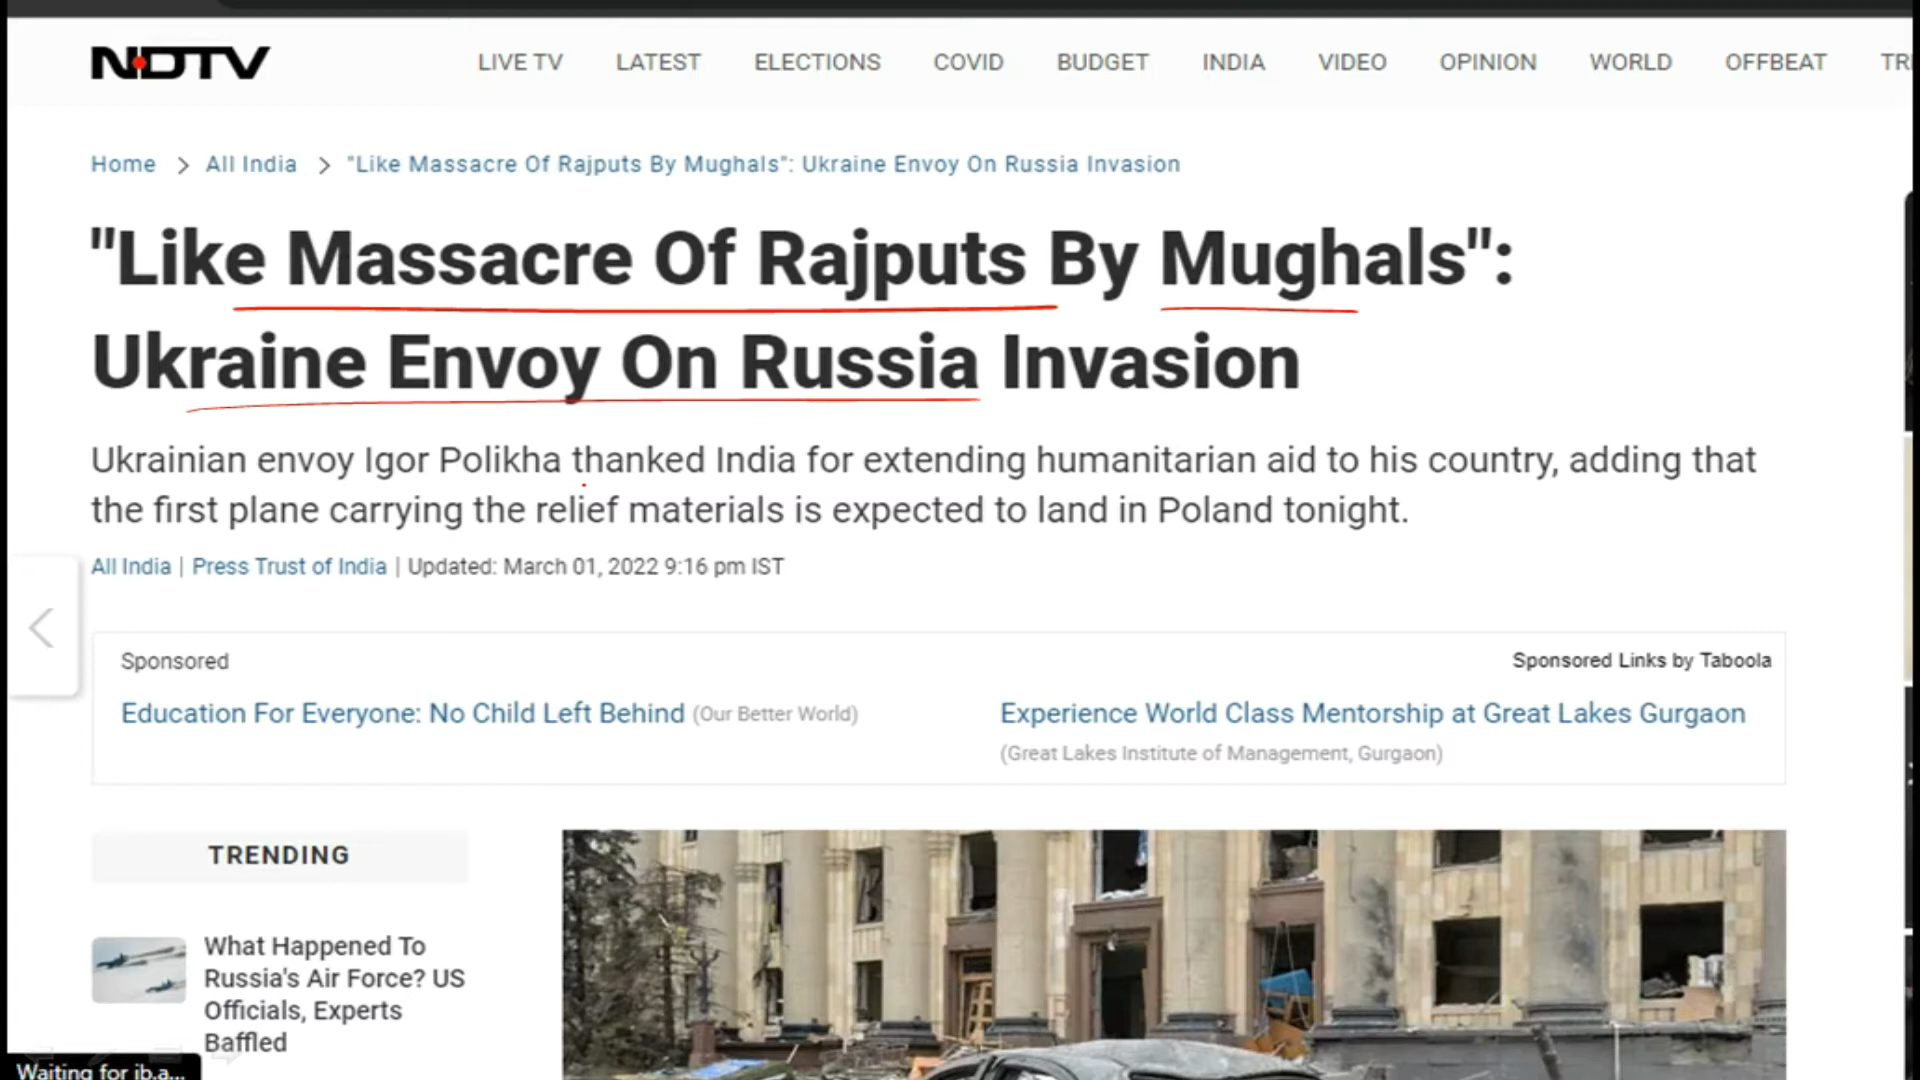 NDTV
LIVE TV LATEST ELECTIONS COVID BUDGET INDIA VIDEO OPINION WORLD OFFBEAT
Home > All India > "Like Massacre Of Rajputs By Mughals": Ukraine Envoy On Russia Invasion
"Like Massacre Of Rajputs By Mughals":
Ukraine Envoy On Russia Invasion
Ukrainian envoy Igor Polikha thanked India for extending humanitarian aid to his country, adding that
the first plane carrying the relief materials is expected to land in Poland tonight.
All India | Press Trust of India | Updated: March 01, 2022 9:16 pm IST
Sponsored
Sponsored Links by Taboola
Education For Everyone: No Child Left Behind (Our Better World)
Experience World Class Mentorship at Great Lakes Gurgaon
(Great Lakes Institute of Management, Gurgaon)
TRENDING
What Happened To
Russia's Air Force? US
Officials, Experts
Baffled
Waiting for ib.a...